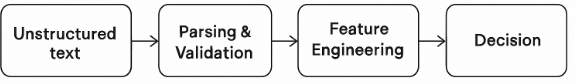 Unstructured
text
Parsing &
Validation
Feature
Engineering
Decision